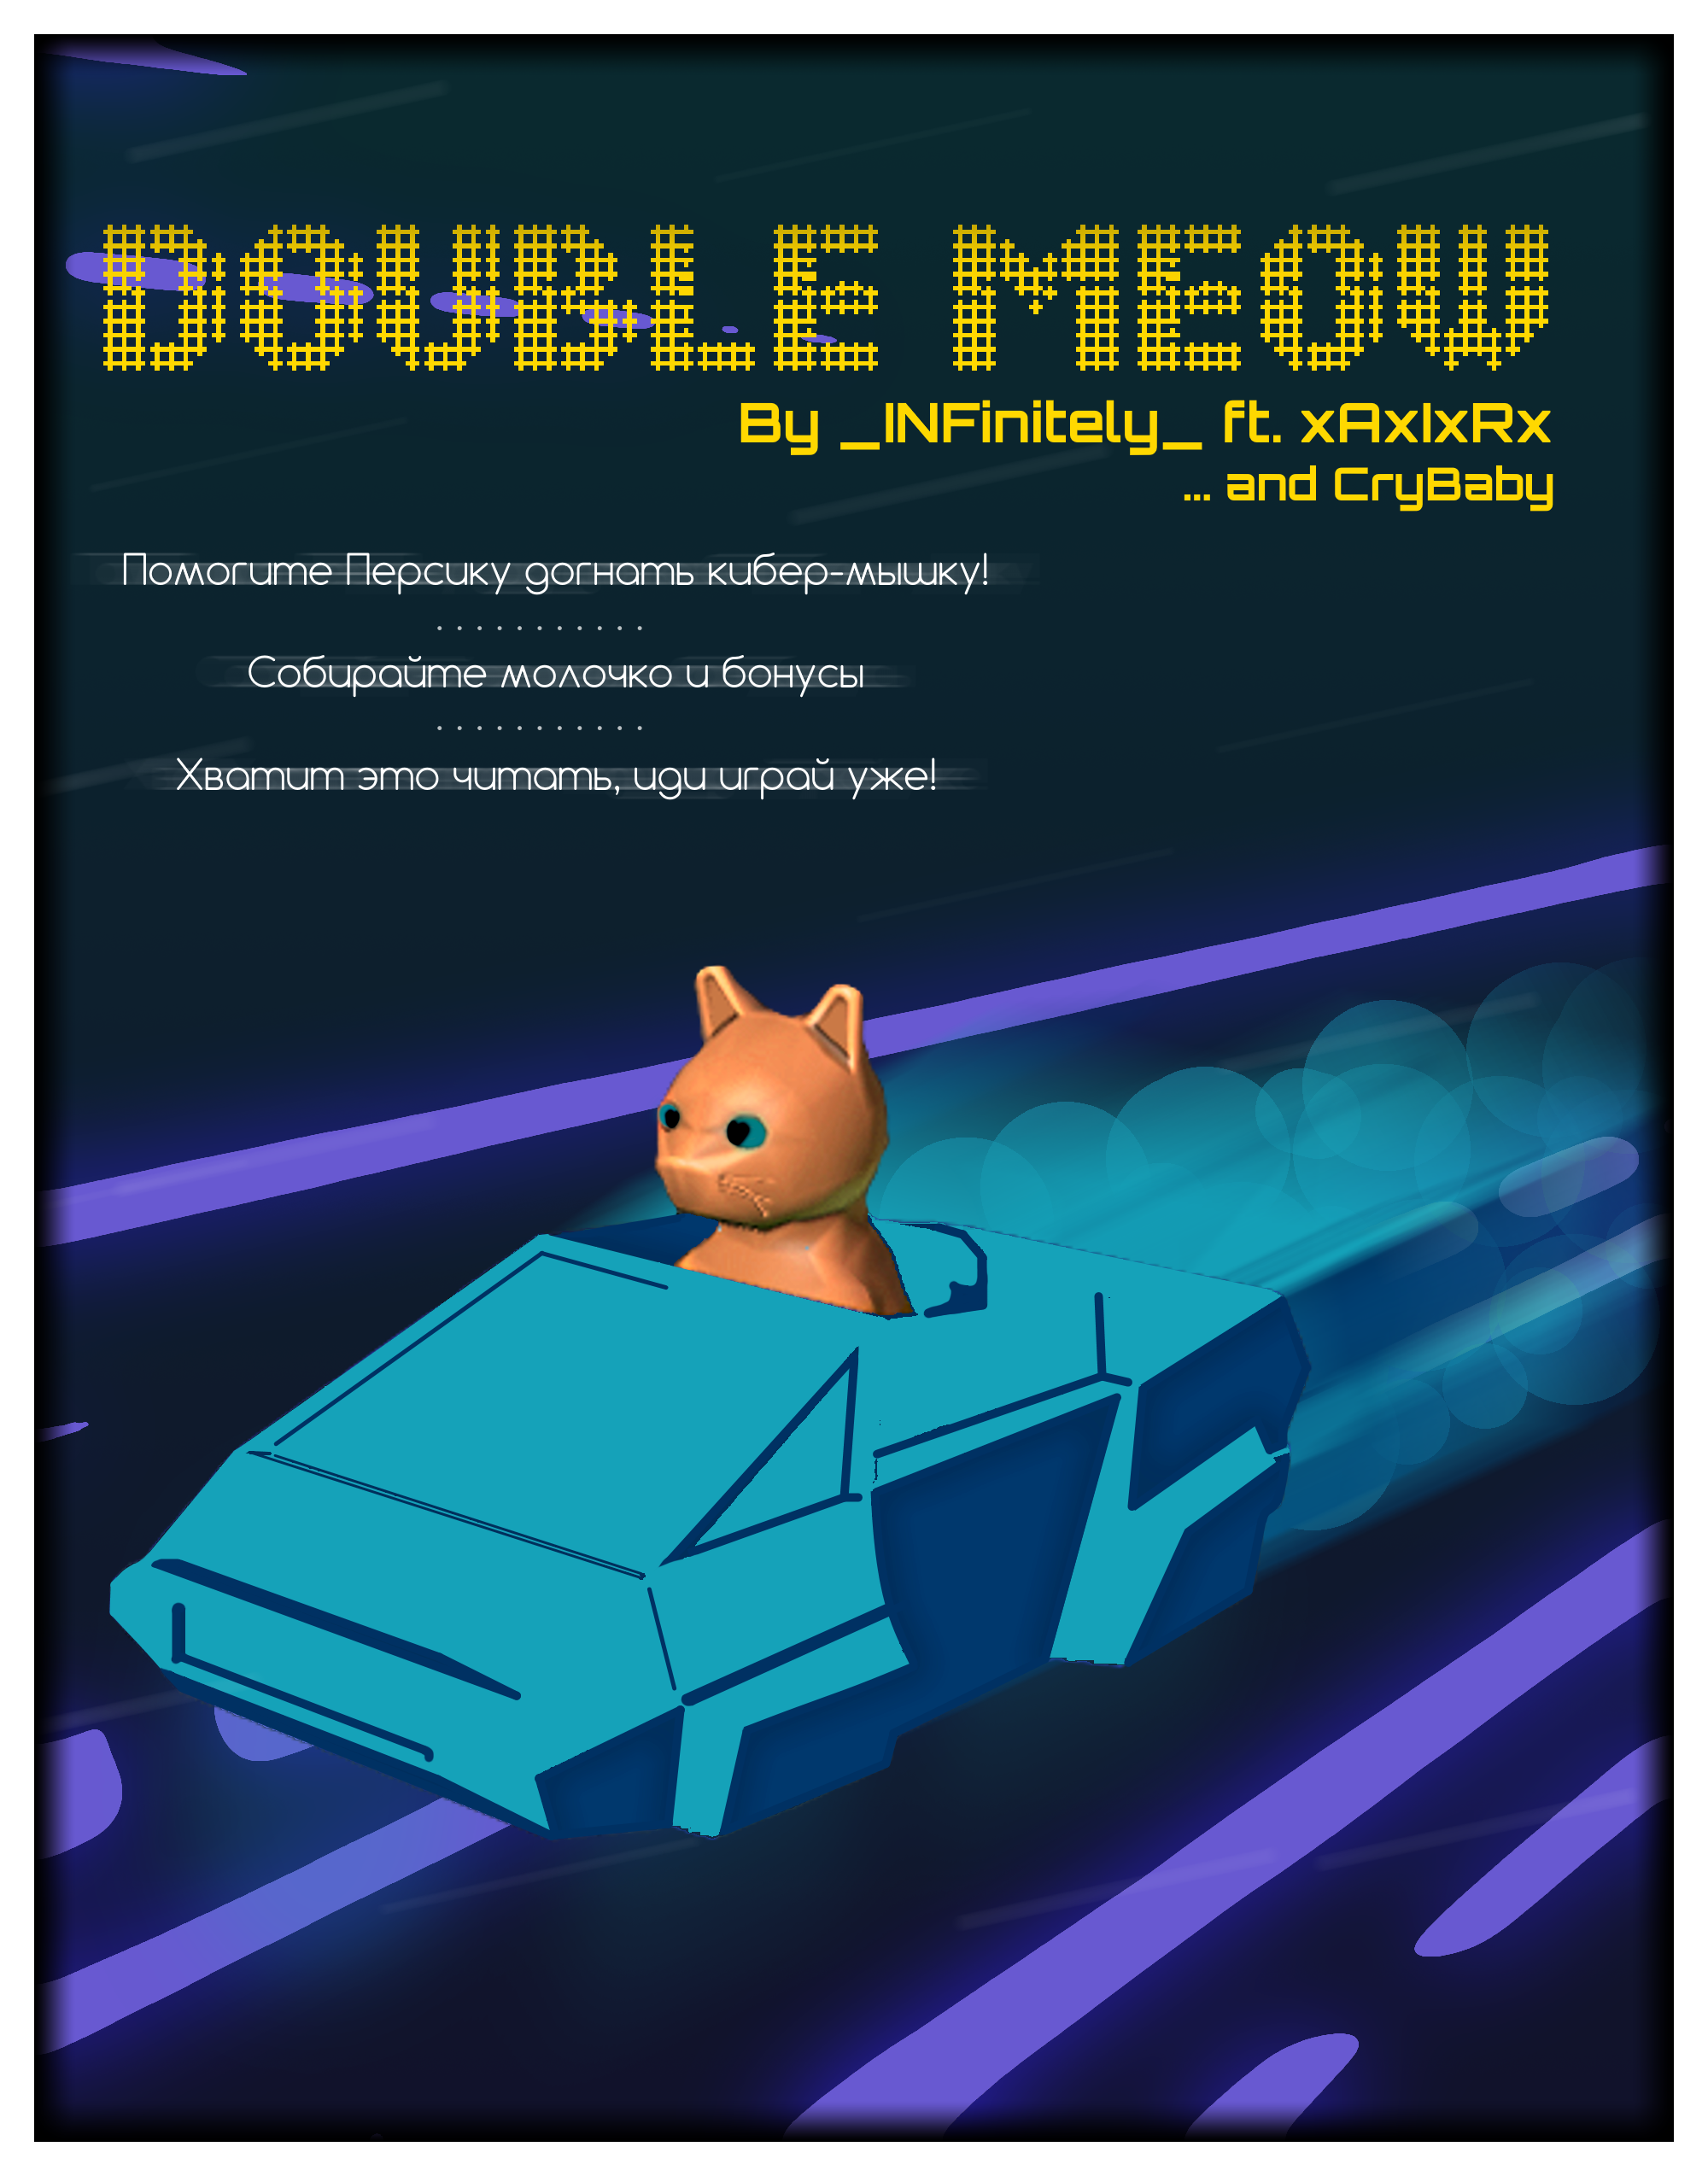 DOUBLE MEOW
By _INFinitely_ ft. xAxIxRx
... and CryBaby
Помогите Персику догнать кибер-мышку!
...........
Собирайте молочко и бонусы
...........
Хватит это читать, иди играй уже!